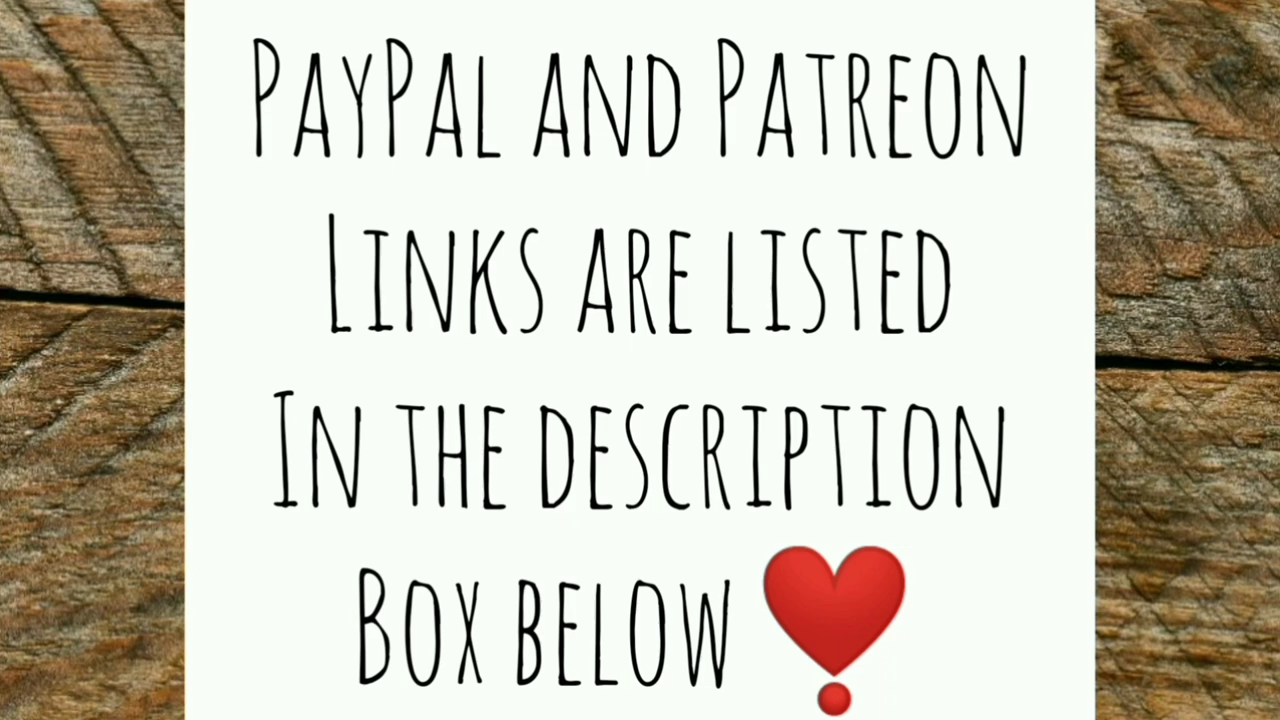 PayPal and Patreon
Links are listed
In the description
Box below ❣